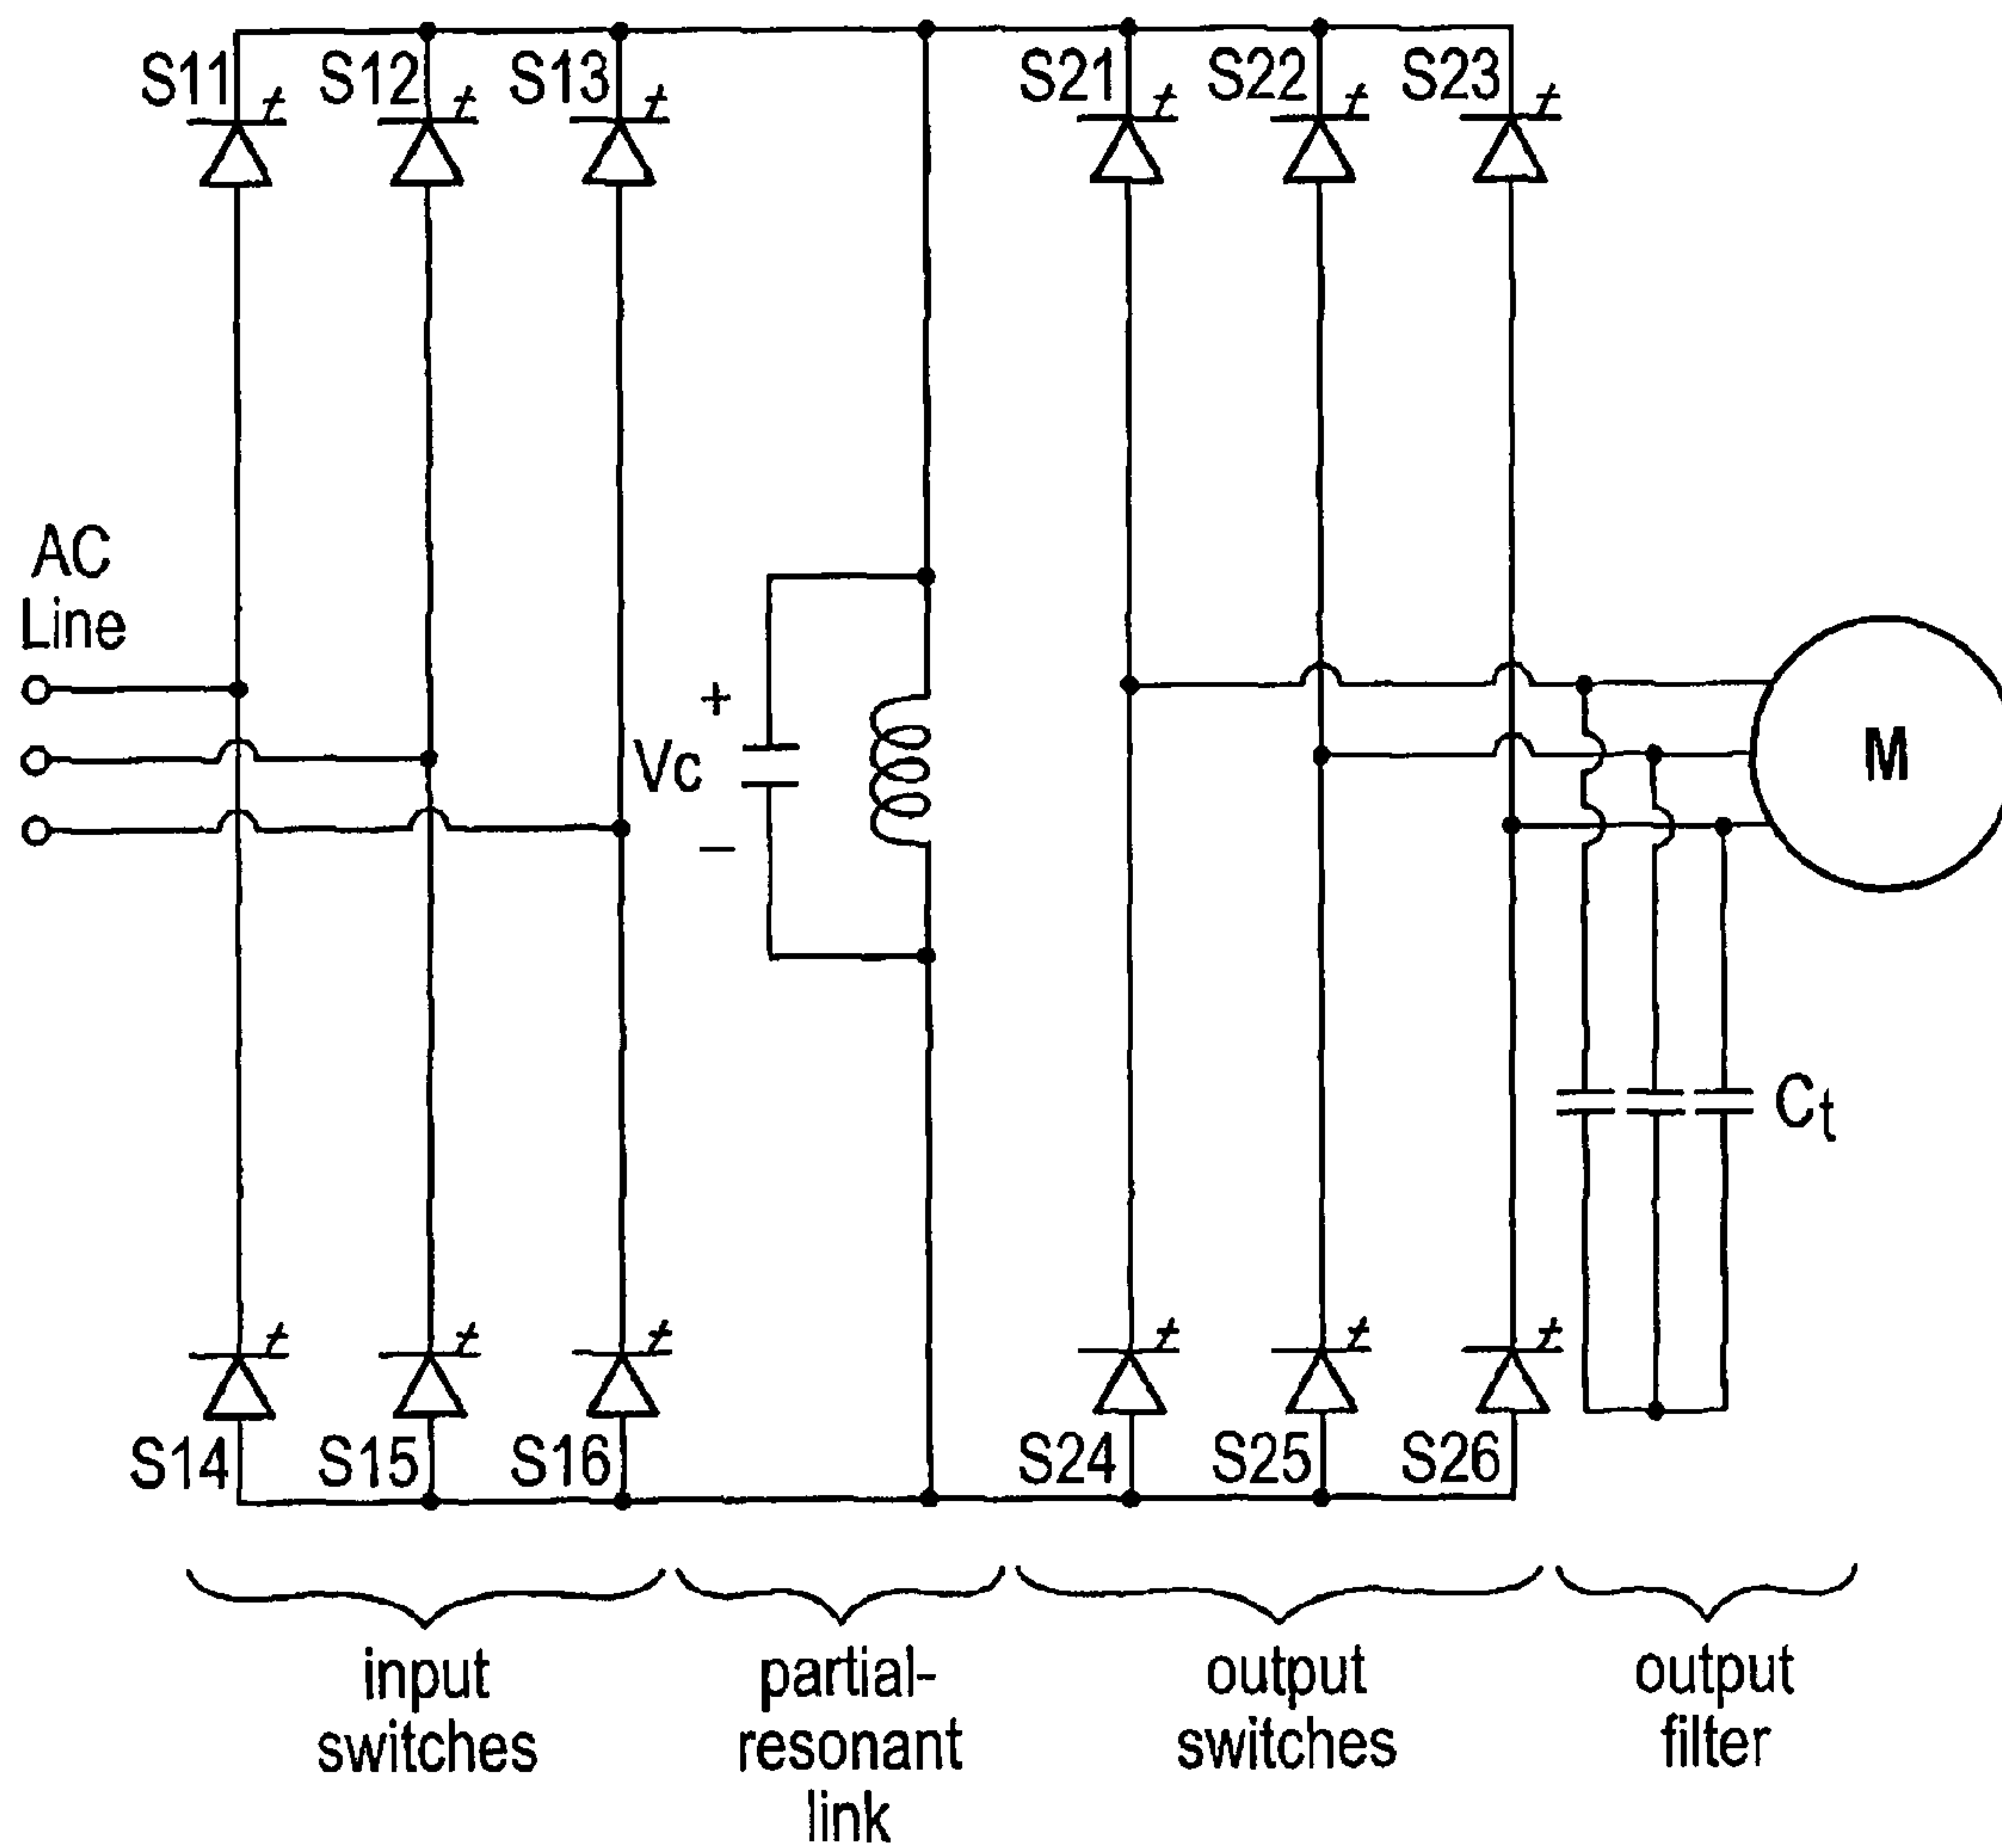 S11 S12 S13 S21 S22 S23
AC
Line
+
Vc
−
M
Ct
S14 S15 S16 S24 S25 S26
input
switches
partial-
resonant
link
output
switches
output
filter